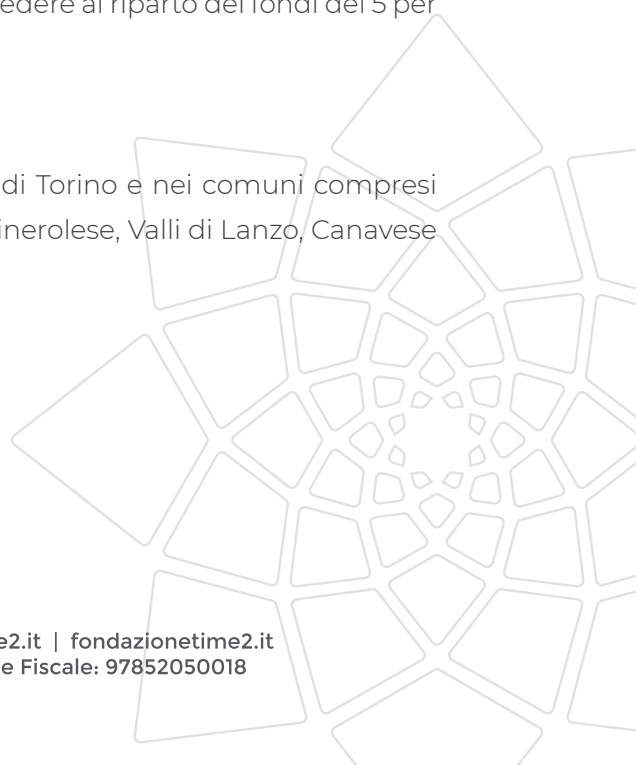 edere al riparto dei fondi del 5 per
di Torino e nei comuni compresi
inerolese, Valli di Lanzo, Canavese
e2.it | fondazionetime2.it
e Fiscale: 97852050018